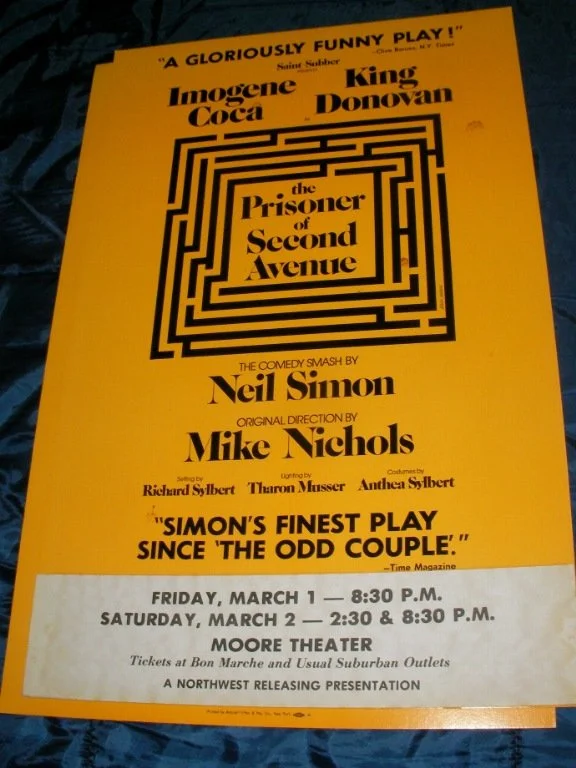 "A GLORIOUSLY FUNNY PLAY!"
—Clive Barnes, N.Y. Times
Saint Subber
Imogene King
Coca Donovan
in
the
Prisoner
of
Second
Avenue
THE COMEDY SMASH BY
Neil Simon
ORIGINAL DIRECTION BY
Mike Nichols
Setting by Lighting by Costumes by
Richard Sylbert Tharon Musser Anthea Sylbert
"SIMON'S FINEST PLAY
SINCE 'THE ODD COUPLE'."
—Time Magazine
FRIDAY, MARCH 1 — 8:30 P.M.
SATURDAY, MARCH 2 — 2:30 & 8:30 P.M.
MOORE THEATER
Tickets at Bon Marche and Usual Suburban Outlets
A NORTHWEST RELEASING PRESENTATION